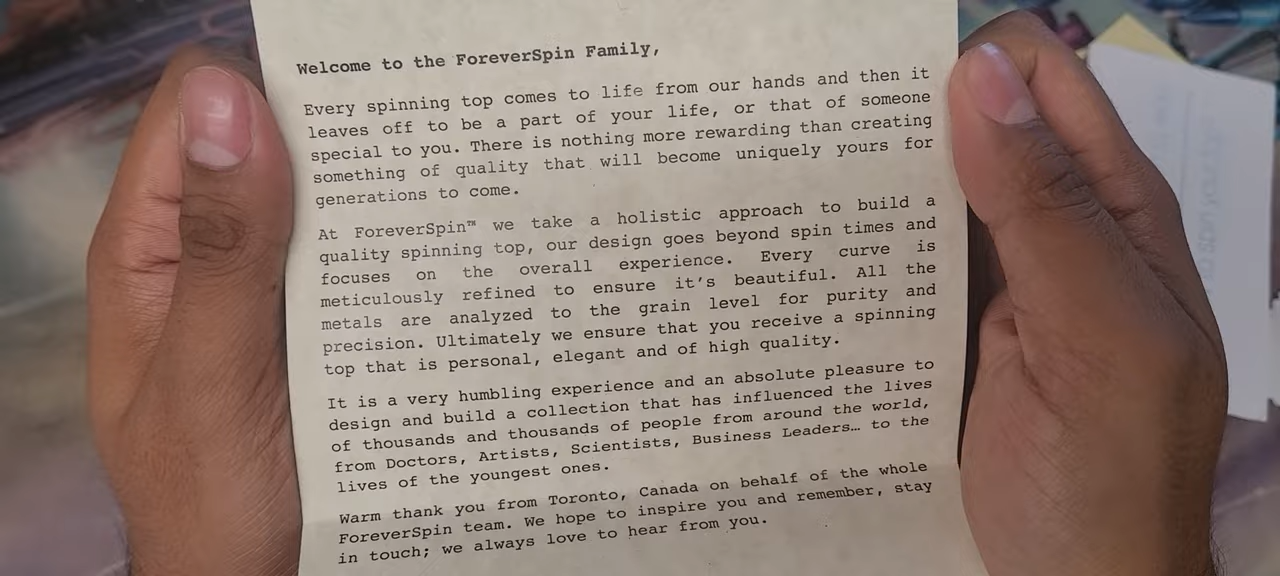 Welcome to the ForeverSpin Family,
Every spinning top comes to life from our hands and then it
leaves off to be a part of your life, or that of someone
special to you. There is nothing more rewarding than creating
something of quality that will become uniquely yours for
generations to come.
At ForeverSpin™ we take a holistic approach to build a
quality spinning top, our design goes beyond spin times and
focuses on the overall experience. Every curve is
meticulously refined to ensure it's beautiful. All the
metals are analyzed to the grain level for purity and
precision. Ultimately we ensure that you receive a spinning
top that is personal, elegant and of high quality.
It is a very humbling experience and an absolute pleasure to
design and build a collection that has influenced the lives
of thousands and thousands of people from around the world,
from Doctors, Artists, Scientists, Business Leaders… to the
lives of the youngest ones.
Warm thank you from Toronto, Canada on behalf of the whole
ForeverSpin team. We hope to inspire you and remember, stay
in touch; we always love to hear from you.